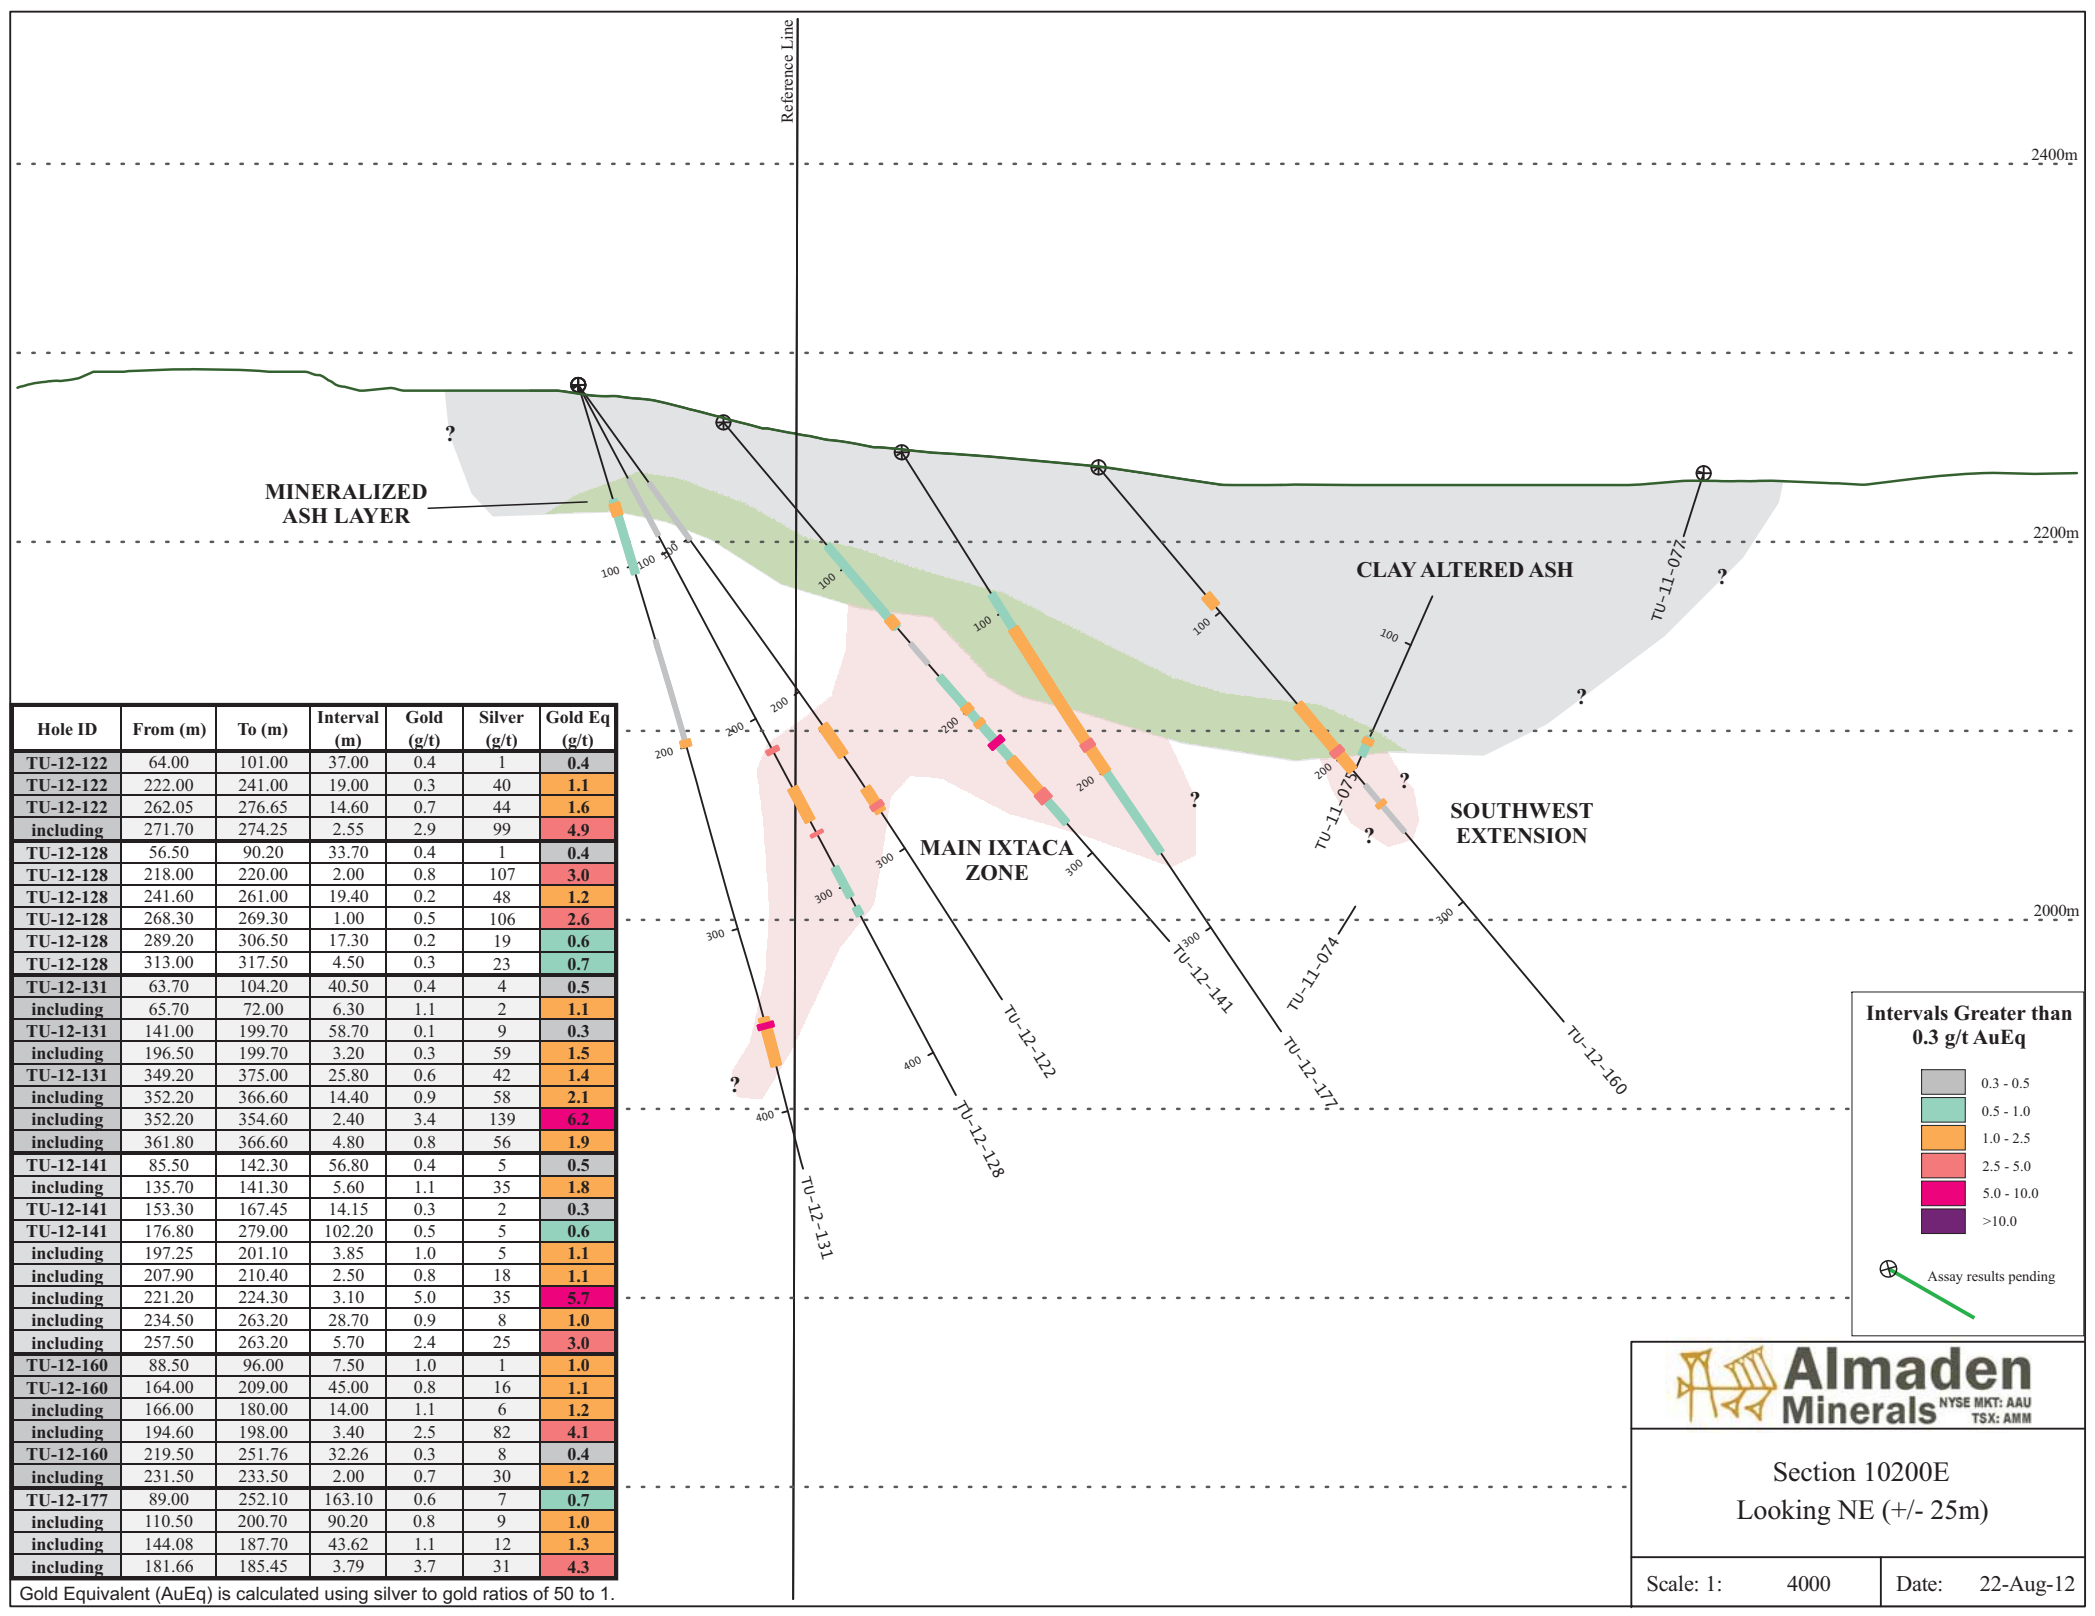 Reference Line
2400m
2200m
2000m
?
MINERALIZED
ASH LAYER
CLAY ALTERED ASH
MAIN IXTACA
ZONE
SOUTHWEST
EXTENSION
?
?
?
?
?
?
100
100
100
200
200
200
300
300
300
400
400
100
200
300
100
200
300
100
200
300
100
TU-11-077
TU-11-075
TU-11-074
TU-12-141
TU-12-122
TU-12-177
TU-12-160
TU-12-128
TU-12-131
Hole ID From (m) To (m) Interval (m) Gold (g/t) Silver (g/t) Gold Eq (g/t)
TU-12-122 64.00 101.00 37.00 0.4 1 0.4
TU-12-122 222.00 241.00 19.00 0.3 40 1.1
TU-12-122 262.05 276.65 14.60 0.7 44 1.6
including 271.70 274.25 2.55 2.9 99 4.9
TU-12-128 56.50 90.20 33.70 0.4 1 0.4
TU-12-128 218.00 220.00 2.00 0.8 107 3.0
TU-12-128 241.60 261.00 19.40 0.2 48 1.2
TU-12-128 268.30 269.30 1.00 0.5 106 2.6
TU-12-128 289.20 306.50 17.30 0.2 19 0.6
TU-12-128 313.00 317.50 4.50 0.3 23 0.7
TU-12-131 63.70 104.20 40.50 0.4 4 0.5
including 65.70 72.00 6.30 1.1 2 1.1
TU-12-131 141.00 199.70 58.70 0.1 9 0.3
including 196.50 199.70 3.20 0.3 59 1.5
TU-12-131 349.20 375.00 25.80 0.6 42 1.4
including 352.20 366.60 14.40 0.9 58 2.1
including 352.20 354.60 2.40 3.4 139 6.2
including 361.80 366.60 4.80 0.8 56 1.9
TU-12-141 85.50 142.30 56.80 0.4 5 0.5
including 135.70 141.30 5.60 1.1 35 1.8
TU-12-141 153.30 167.45 14.15 0.3 2 0.3
TU-12-141 176.80 279.00 102.20 0.5 5 0.6
including 197.25 201.10 3.85 1.0 5 1.1
including 207.90 210.40 2.50 0.8 18 1.1
including 221.20 224.30 3.10 5.0 35 5.7
including 234.50 263.20 28.70 0.9 8 1.0
including 257.50 263.20 5.70 2.4 25 3.0
TU-12-160 88.50 96.00 7.50 1.0 1 1.0
TU-12-160 164.00 209.00 45.00 0.8 16 1.1
including 166.00 180.00 14.00 1.1 6 1.2
including 194.60 198.00 3.40 2.5 82 4.1
TU-12-160 219.50 251.76 32.26 0.3 8 0.4
including 231.50 233.50 2.00 0.7 30 1.2
TU-12-177 89.00 252.10 163.10 0.6 7 0.7
including 110.50 200.70 90.20 0.8 9 1.0
including 144.08 187.70 43.62 1.1 12 1.3
including 181.66 185.45 3.79 3.7 31 4.3
Gold Equivalent (AuEq) is calculated using silver to gold ratios of 50 to 1.
Intervals Greater than
0.3 g/t AuEq
0.3 - 0.5
0.5 - 1.0
1.0 - 2.5
2.5 - 5.0
5.0 - 10.0
>10.0
Assay results pending
Almaden
Minerals NYSE MKT: AAU
TSX: AMM
Section 10200E
Looking NE (+/- 25m)
Scale: 1: 4000 Date: 22-Aug-12